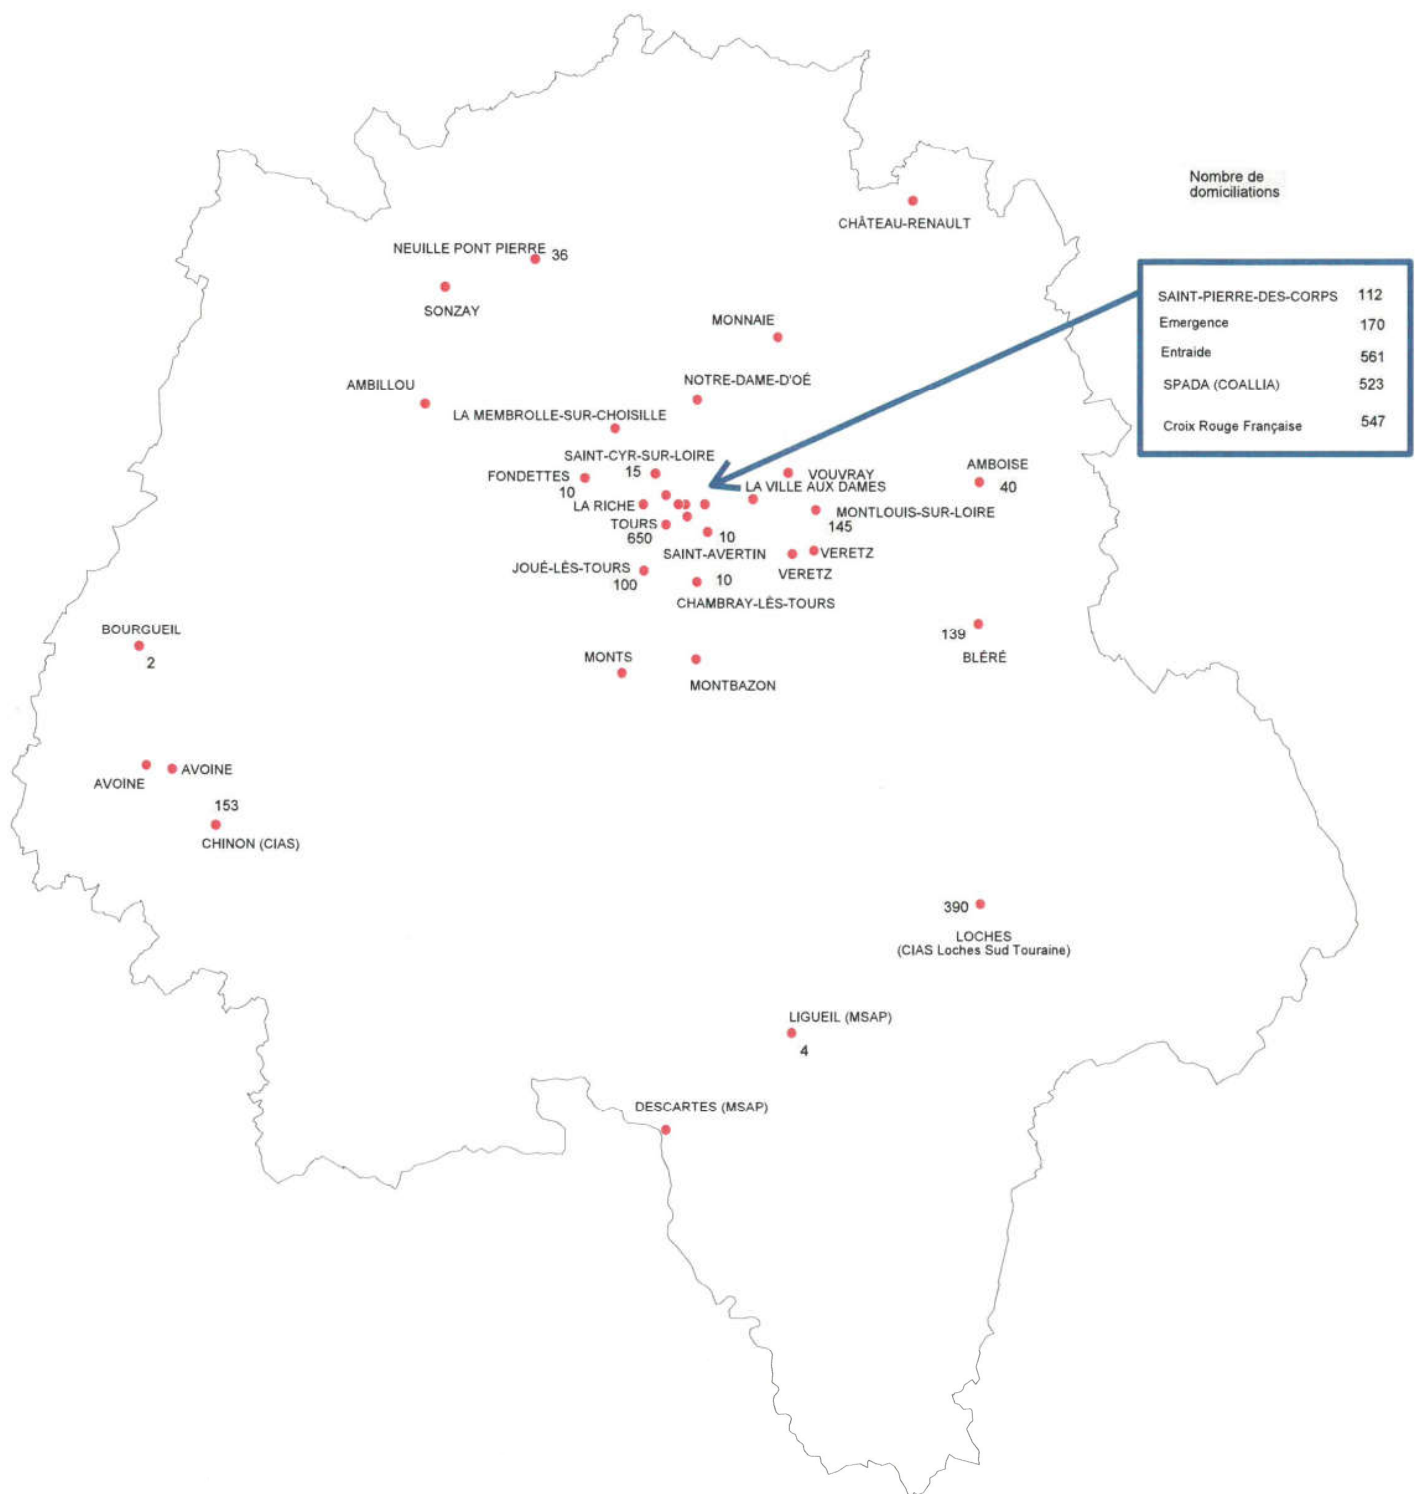 Nombre de
domiciliations
CHÂTEAU-RENAULT
NEUILLE PONT PIERRE 36
SONZAY
SAINT-PIERRE-DES-CORPS 112
Emergence 170
Entraide 561
SPADA (COALLIA) 523
Croix Rouge Française 547
MONNAIE
NOTRE-DAME-D'OÉ
AMBILLOU
LA MEMBROLLE-SUR-CHOISILLE
SAINT-CYR-SUR-LOIRE
15
FONDETTES
10
VOUVRAY
LA VILLE AUX DAMES
AMBOISE
40
LA RICHE
MONTLOUIS-SUR-LOIRE
145
TOURS
650
10
SAINT-AVERTIN
VERETZ
VERETZ
JOUÉ-LÈS-TOURS
100
10
CHAMBRAY-LÈS-TOURS
BOURGUEIL
2
139
BLÉRÉ
MONTS
MONTBAZON
AVOINE
AVOINE
153
CHINON (CIAS)
390
LOCHES
(CIAS Loches Sud Touraine)
LIGUEIL (MSAP)
4
DESCARTES (MSAP)